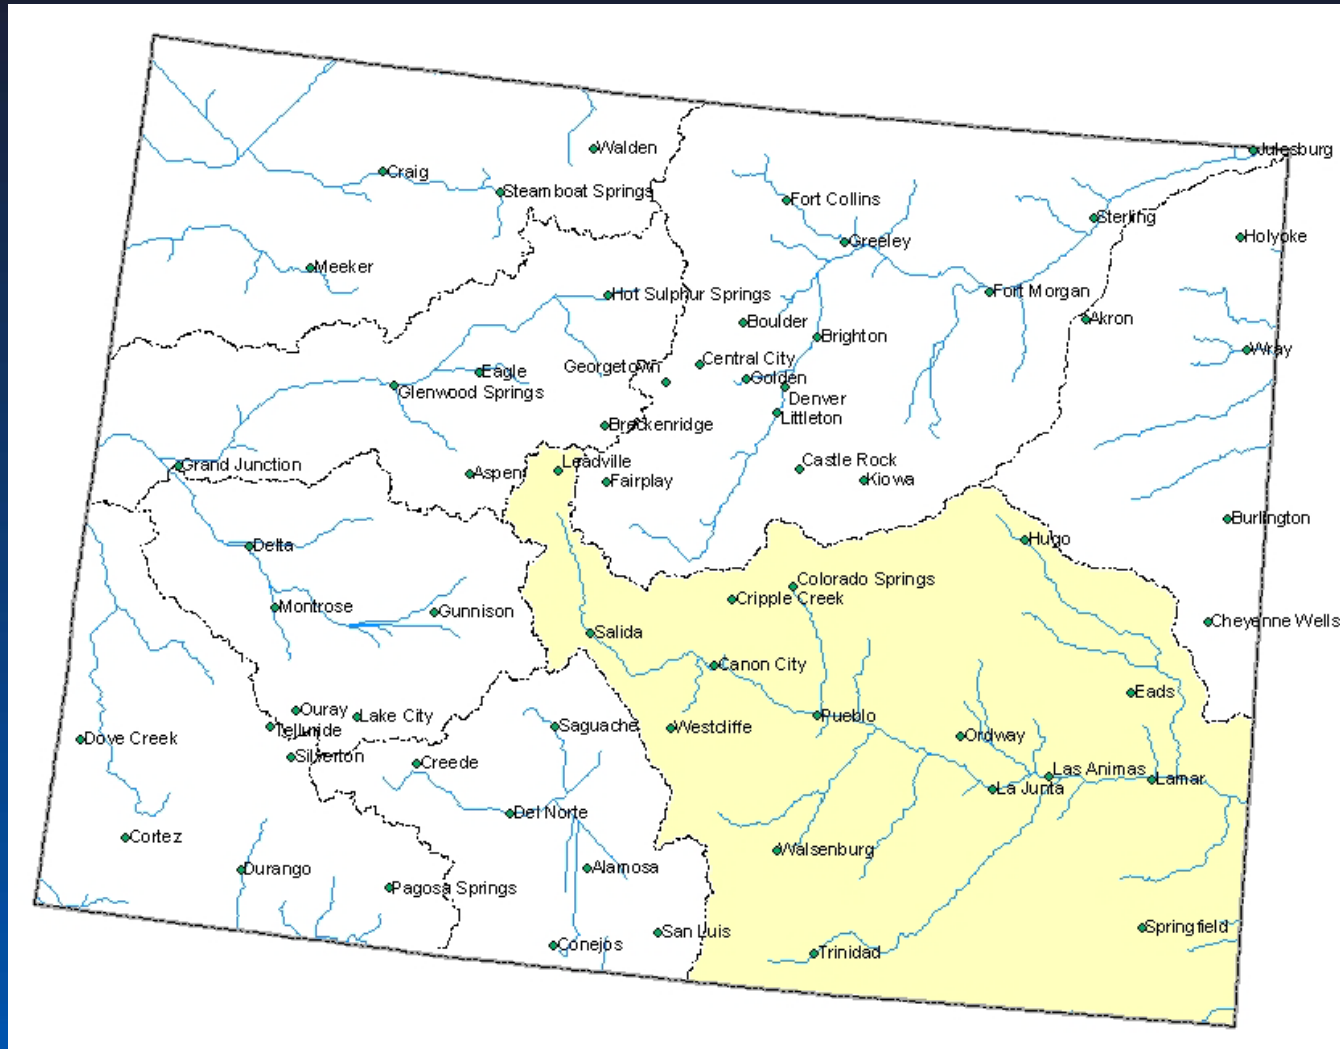 Julesburg
Walden
Craig
Steamboat Springs
Fort Collins
Sterling
Holyoke
Greeley
Meeker
Hot Sulphur Springs
Fort Morgan
Boulder
Akron
Brighton
Wray
Central City
Georgetown
Eagle
Golden
Glenwood Springs
Denver
Littleton
Breckenridge
Grand Junction
Leadville
Castle Rock
Aspen
Fairplay
Kiowa
Burlington
Delta
Hugo
Colorado Springs
Cripple Creek
Montrose
Gunnison
Cheyenne Wells
Salida
Canon City
Eads
Ouray
Lake City
Pueblo
Saguache
Westcliffe
Telluride
Ordway
Dove Creek
Silverton
Creede
Las Animas
Lamar
La Junta
Del Norte
Cortez
Walsenburg
Durango
Alamosa
Pagosa Springs
San Luis
Springfield
Conejos
Trinidad